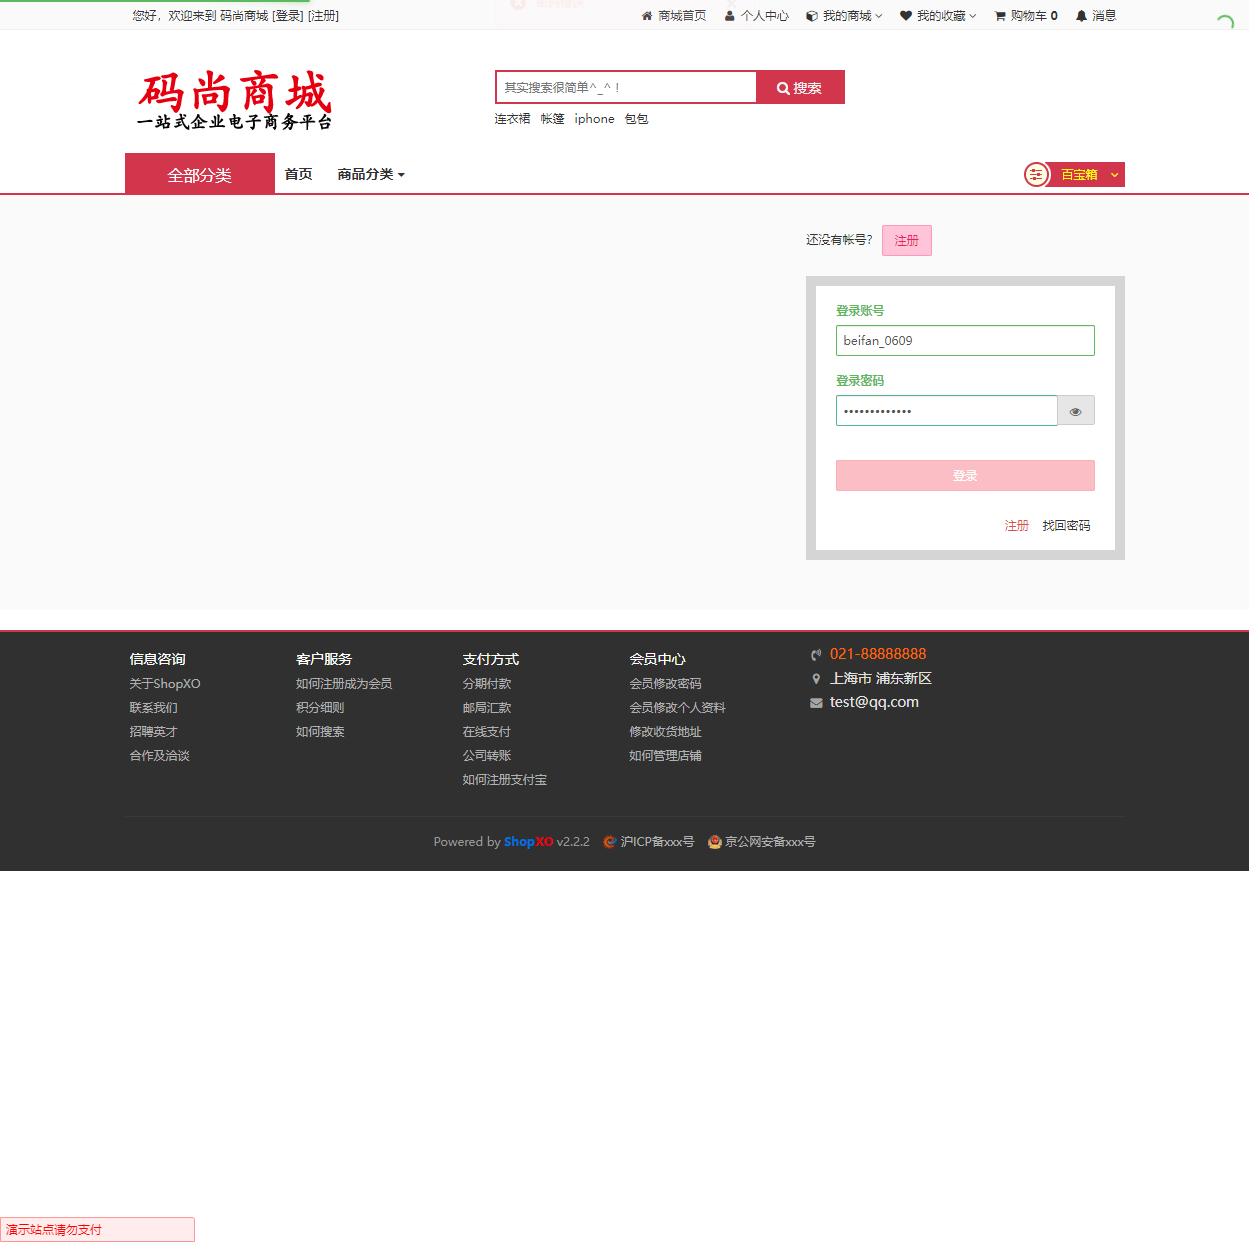 您好，欢迎来到 码尚商城 [登录] [注册]
商城首页 个人中心 我的商城 我的收藏 购物车 0 消息
码尚商城
一站式企业电子商务平台
其实搜索很简单^_^ !
搜索
连衣裙 帐篷 iphone 包包
全部分类 首页 商品分类 百宝箱
还没有帐号? 注册
登录账号
beifan_0609
登录密码
•••••••••••••
登录
注册 找回密码
信息咨询
关于ShopXO
联系我们
招聘英才
合作及洽谈
客户服务
如何注册成为会员
积分细则
如何搜索
支付方式
分期付款
邮局汇款
在线支付
公司转账
如何注册支付宝
会员中心
会员修改密码
会员修改个人资料
修改收货地址
如何管理店铺
021-88888888
上海市 浦东新区
test@qq.com
Powered by ShopXO v2.2.2 沪ICP备xxx号 京公网安备xxx号
演示站点请勿支付